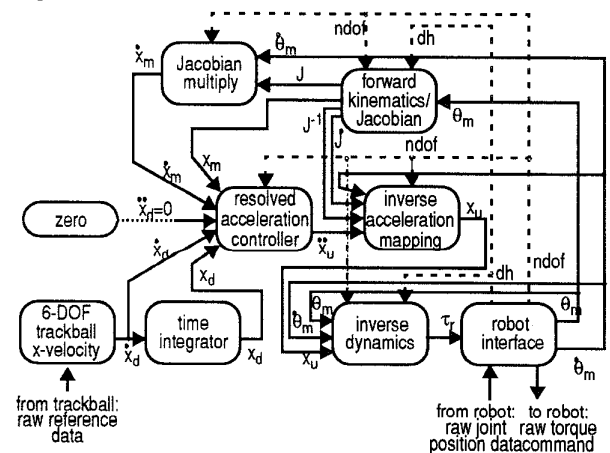 ndof
dh
ẋm
θ̇m
Jacobian
multiply
J
forward
kinematics/
Jacobian
θm
J-1
J̇
xm
ẋm
ndof
zero
ẍd=0
resolved
acceleration
controller
ẍu
inverse
acceleration
mapping
xu
ẋd
xd
dh
ndof
6-DOF
trackball
x-velocity
ẋd
time
integrator
xd
θm
θ̇m
xu
inverse
dynamics
τr
robot
interface
θm
θ̇m
from trackball:
raw reference
data
from robot:
raw joint
position data
to robot:
raw torque
command